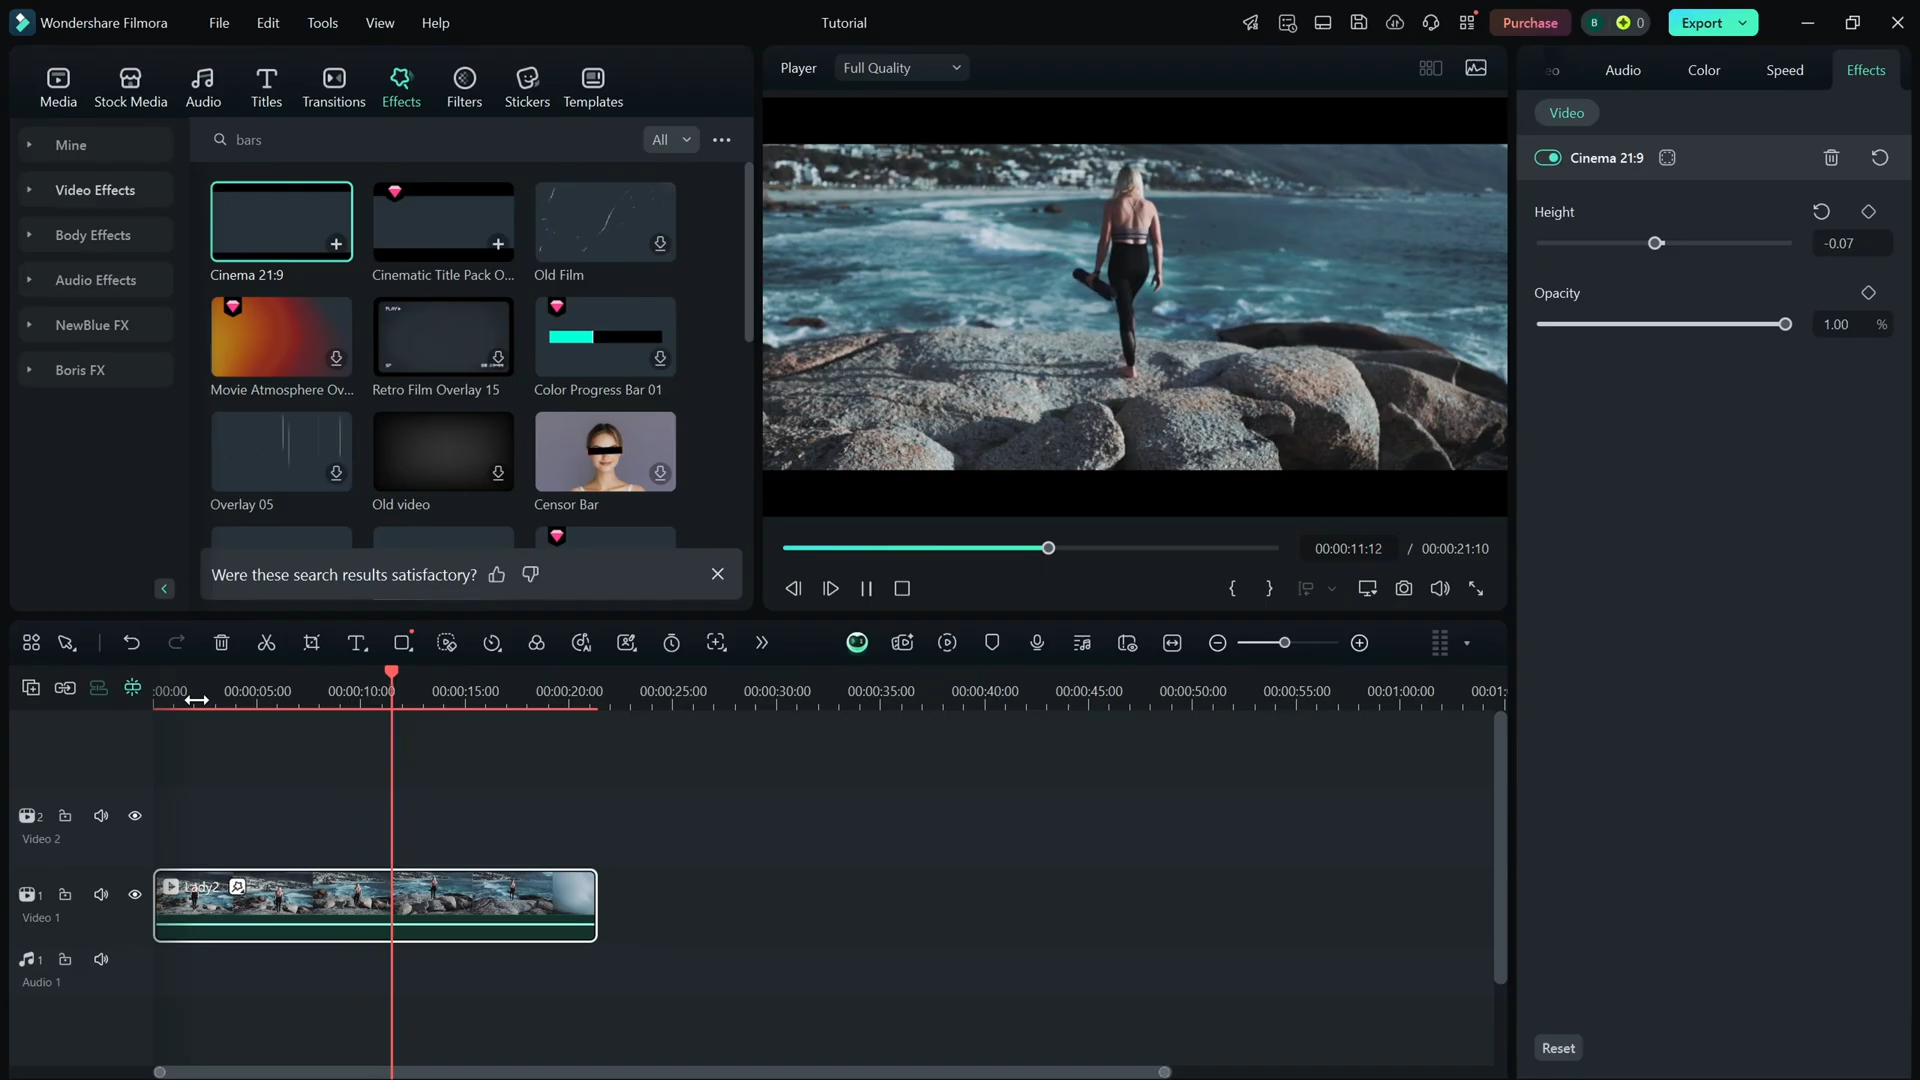 Wondershare Filmora
File
Edit
Tools
View
Help
Tutorial
Purchase
B
0
Export
Media
Stock Media
Audio
Titles
Transitions
Effects
Filters
Stickers
Templates
Player
Full Quality
eo
Audio
Color
Speed
Effects
Mine
Video Effects
Body Effects
Audio Effects
NewBlue FX
Boris FX
bars
All
Cinema 21:9
Cinematic Title Pack O...
Old Film
Movie Atmosphere Ov...
PLAY
SP
Retro Film Overlay 15
Color Progress Bar 01
Overlay 05
Old video
Censor Bar
Were these search results satisfactory?
00:00:11:12 / 00:00:21:10
Video
Cinema 21:9
Height
-0.07
Opacity
1.00 %
Reset
:00:00
00:00:05:00
00:00:10:00
00:00:15:00
00:00:20:00
00:00:25:00
00:00:30:00
00:00:35:00
00:00:40:00
00:00:45:00
00:00:50:00
00:00:55:00
00:01:00:00
00:01:
2
Video 2
1
Video 1
Lady2
1
Audio 1